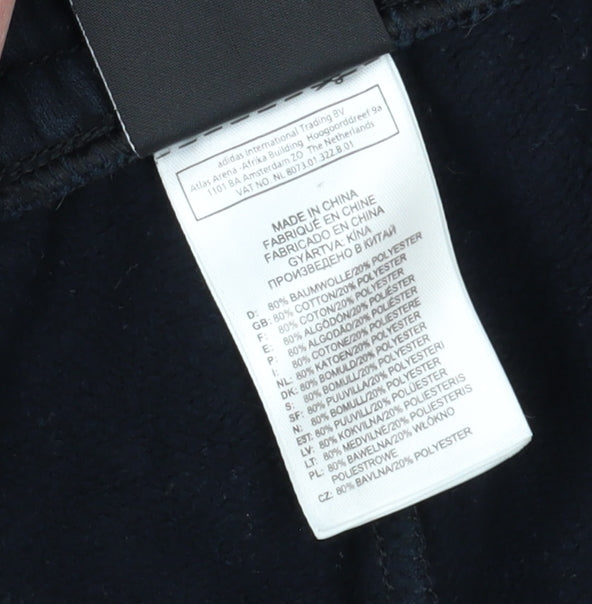 adidas International Trading BV
Atlas Arena -Afrika Building Hoogoorddreef 9a
1101 BA Amsterdam ZO The Netherlands
VAT NO .NL8073.01.322.B.01
MADE IN CHINA
FABRIQUÉ EN CHINE
FABRICADO EN CHINA
GYÁRTVA: KÍNA
ПРОИЗВЕДЕНО В КИТАЙ
D: 80% BAUMWOLLE/20% POLYESTER
GB: 80% COTTON/20% POLYESTER
F: 80% COTON/20% POLYESTER
E: 80% ALGODÓN/20% POLIÉSTER
P: 80% ALGODÃO/20% POLIÉSTER
I: 80% COTONE/20% POLIESTERE
NL: 80% KATOEN/20% POLYESTER
DK: 80% BOMULD/20% POLYESTER
S: 80% BOMULL/20% POLYESTER
SF: 80% PUUVILLA/20% POLYESTERI
N: 80% BOMULL/20% POLYESTER
EST: 80% PUUVILL/20% POLÜESTER
LV: 80% KOKVILNA/20% POLIESTERIS
LT: 80% MEDVILNĖ/20% POLIESTERIS
PL: 80% BAWEŁNA/20% WŁÓKNO
POLIESTROWE
CZ: 80% BAVLNA/20% POLYESTER